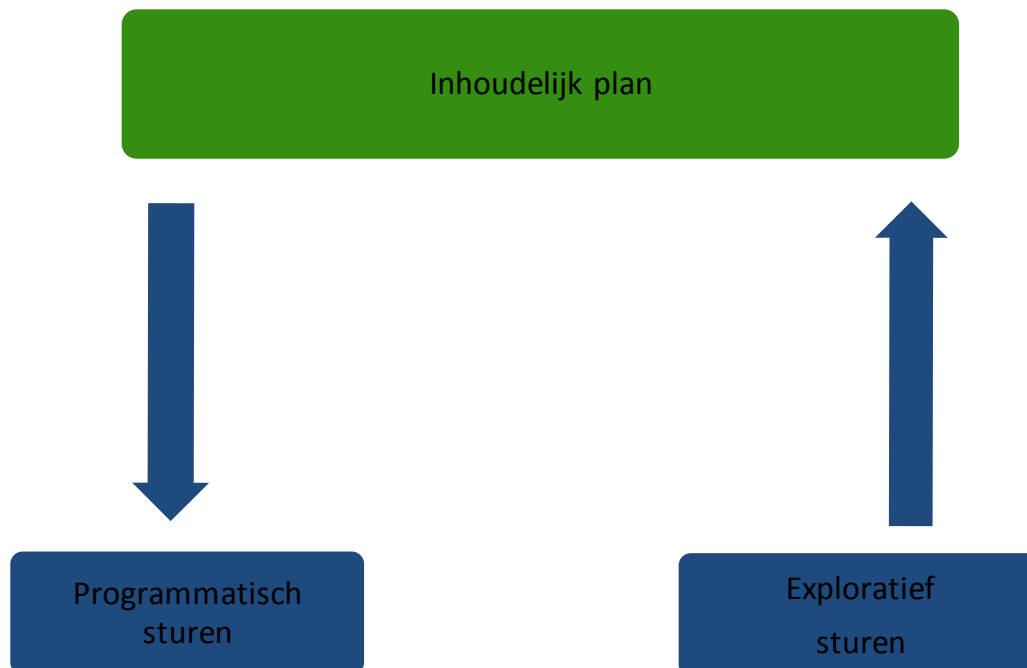 Inhoudelijk plan
Programmatisch
sturen
Exploratief
sturen